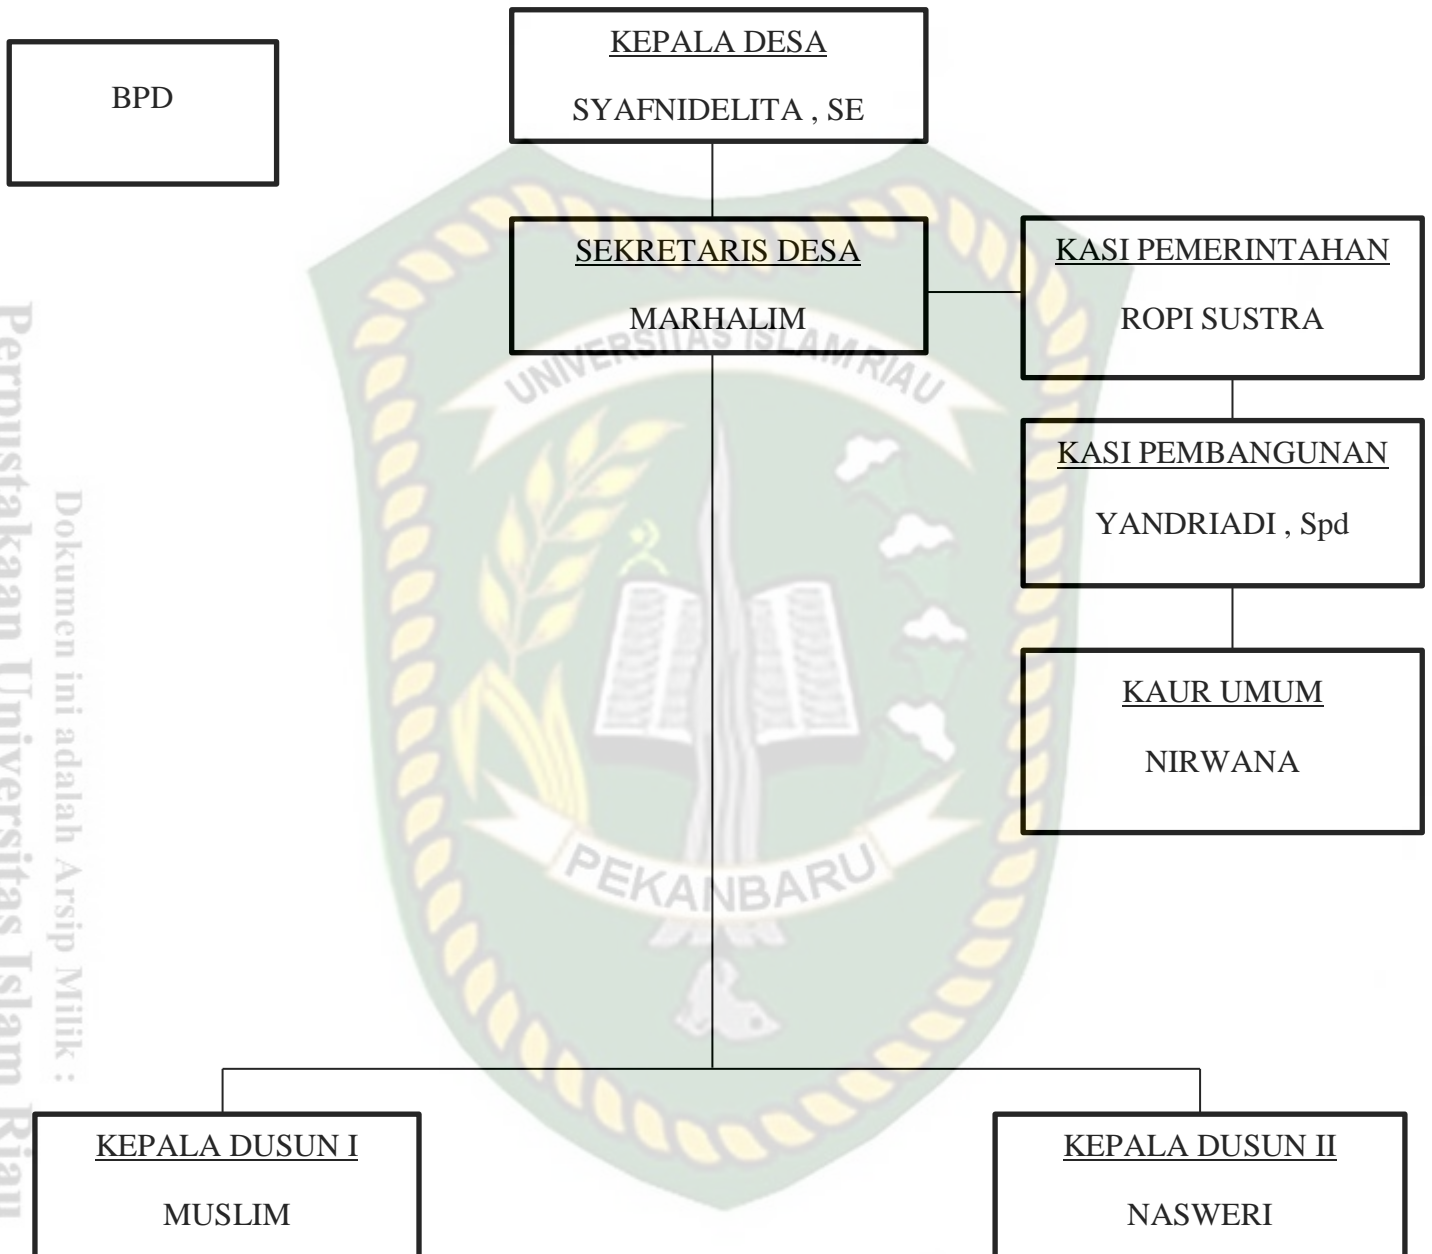 BPD
KEPALA DESA
SYAFNIDELITA , SE
SEKRETARIS DESA
MARHALIM
KASI PEMERINTAHAN
ROPI SUSTRA
KASI PEMBANGUNAN
YANDRIADI , Spd
KAUR UMUM
NIRWANA
KEPALA DUSUN I
MUSLIM
KEPALA DUSUN II
NASWERI
UNIVERSITAS ISLAM RIAU
PEKANBARU
Dokumen ini adalah Arsip Milik :
Perpustakaan Universitas Islam Riau